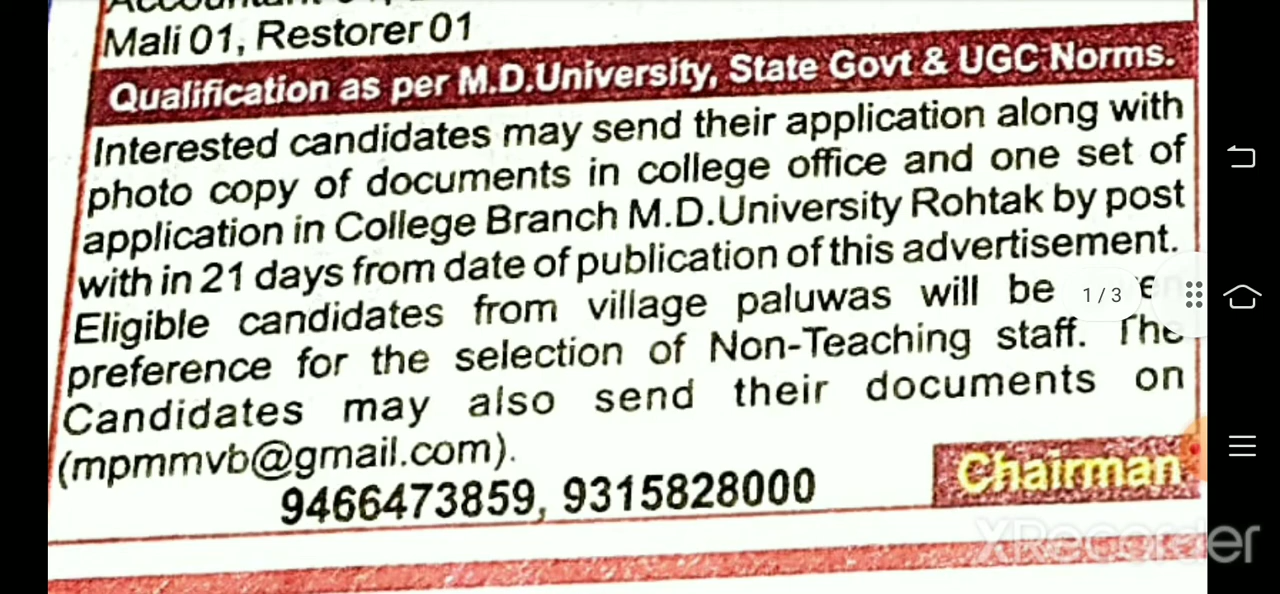 Mali 01, Restorer 01
Qualification as per M.D.University, State Govt & UGC Norms.
Interested candidates may send their application along with
photo copy of documents in college office and one set of
application in College Branch M.D.University Rohtak by post
with in 21 days from date of publication of this advertisement.
Eligible candidates from village paluwas will be
1/3
preference for the selection of Non-Teaching staff. The
Candidates may also send their documents on
(mpmmvb@gmail.com).
9466473859, 9315828000
Chairman
XRecorder